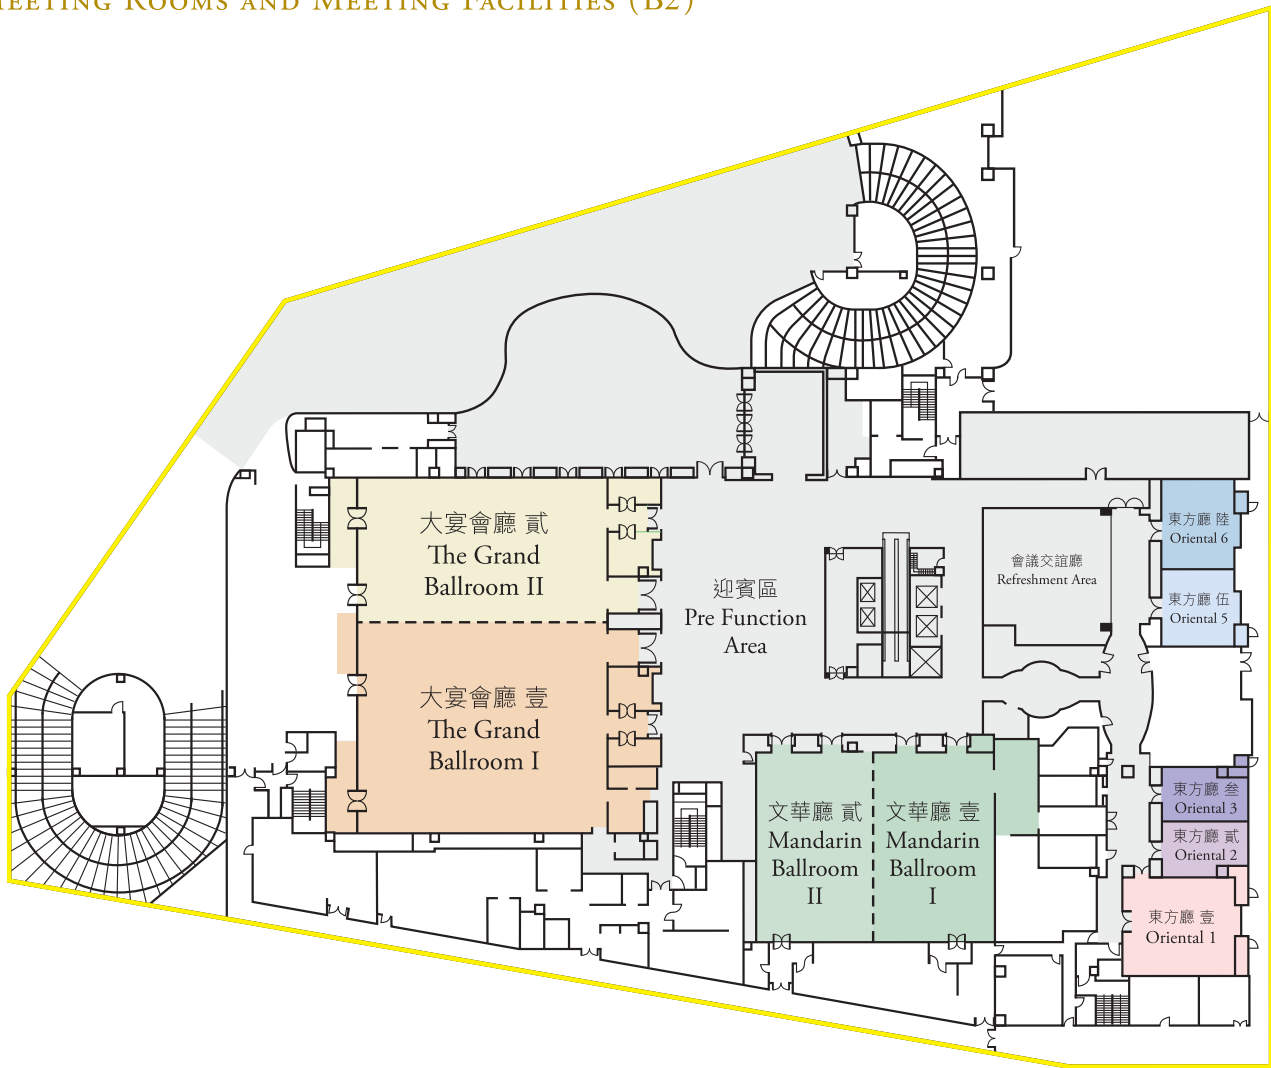 MEETING ROOMS AND MEETING FACILITIES (B2)
大宴會廳 貳
The Grand
Ballroom II
大宴會廳 壹
The Grand
Ballroom I
迎賓區
Pre Function
Area
會議交誼廳
Refreshment Area
東方廳 陸
Oriental 6
東方廳 伍
Oriental 5
文華廳 貳
Mandarin
Ballroom
II
文華廳 壹
Mandarin
Ballroom
I
東方廳 叁
Oriental 3
東方廳 貳
Oriental 2
東方廳 壹
Oriental 1